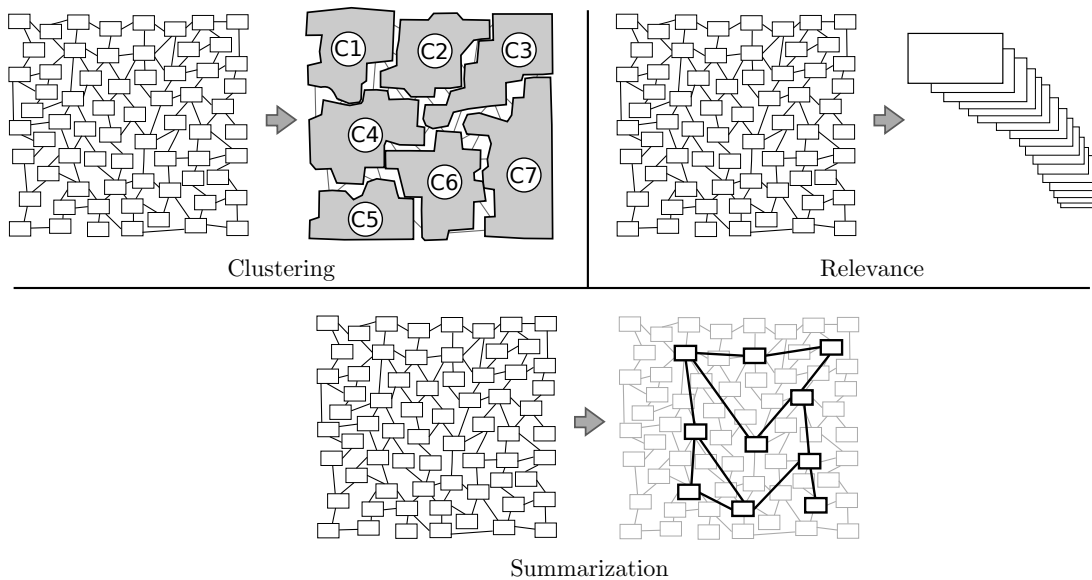 C1
C2
C3
C4
C5
C6
C7
Clustering
Relevance
Summarization